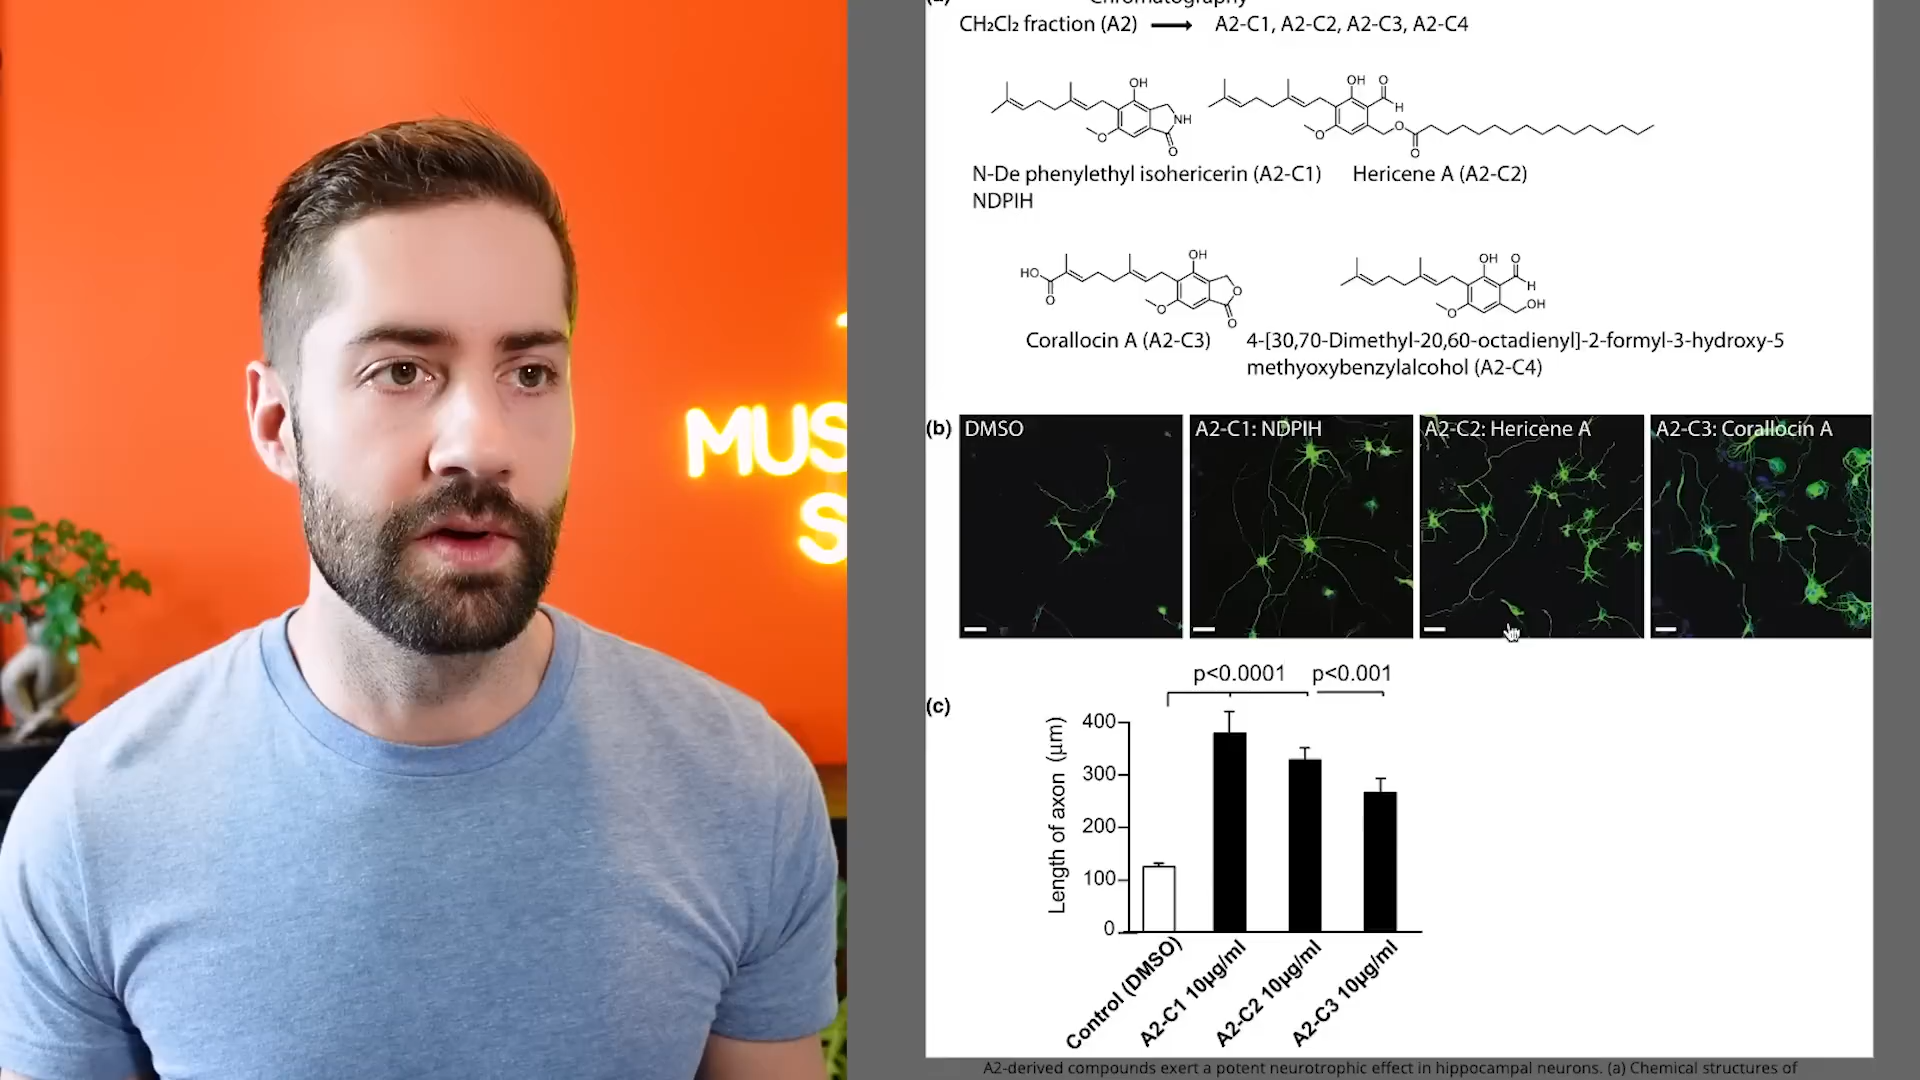 Chromatography
CH₂Cl₂ fraction (A2) ⟶ A2-C1, A2-C2, A2-C3, A2-C4
OH
NH
O
O
OH
O
H
O
O
O
N-De phenylethyl isohericerin (A2-C1)
NDPIH
Hericene A (A2-C2)
HO
O
OH
O
O
O
OH
O
H
OH
O
Corallocin A (A2-C3)
4-[30,70-Dimethyl-20,60-octadienyl]-2-formyl-3-hydroxy-5
methyoxybenzylalcohol (A2-C4)
MUS
S
(b)
DMSO
A2-C1: NDPIH
A2-C2: Hericene A
A2-C3: Corallocin A
(c)
p<0.0001
p<0.001
Length of axon (μm)
400
300
200
100
0
Control (DMSO)
A2-C1 10μg/ml
A2-C2 10μg/ml
A2-C3 10μg/ml
A2-derived compounds exert a potent neurotrophic effect in hippocampal neurons. (a) Chemical structures of